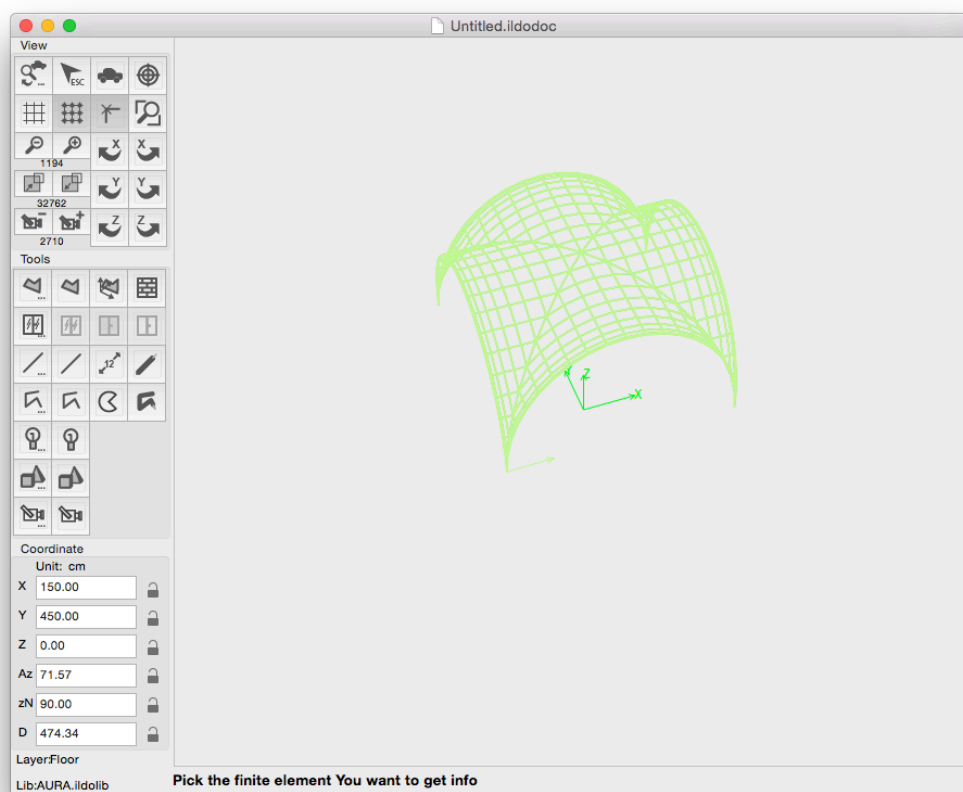 Untitled.ildodoc
View
ESC
X X
1194
Y Y
32762
Z Z
2710
Tools
12
Y Z X
Coordinate
Unit: cm
X 150.00
Y 450.00
Z 0.00
Az 71.57
zN 90.00
D 474.34
Layer:Floor
Lib:AURA.ildolib
Pick the finite element You want to get info